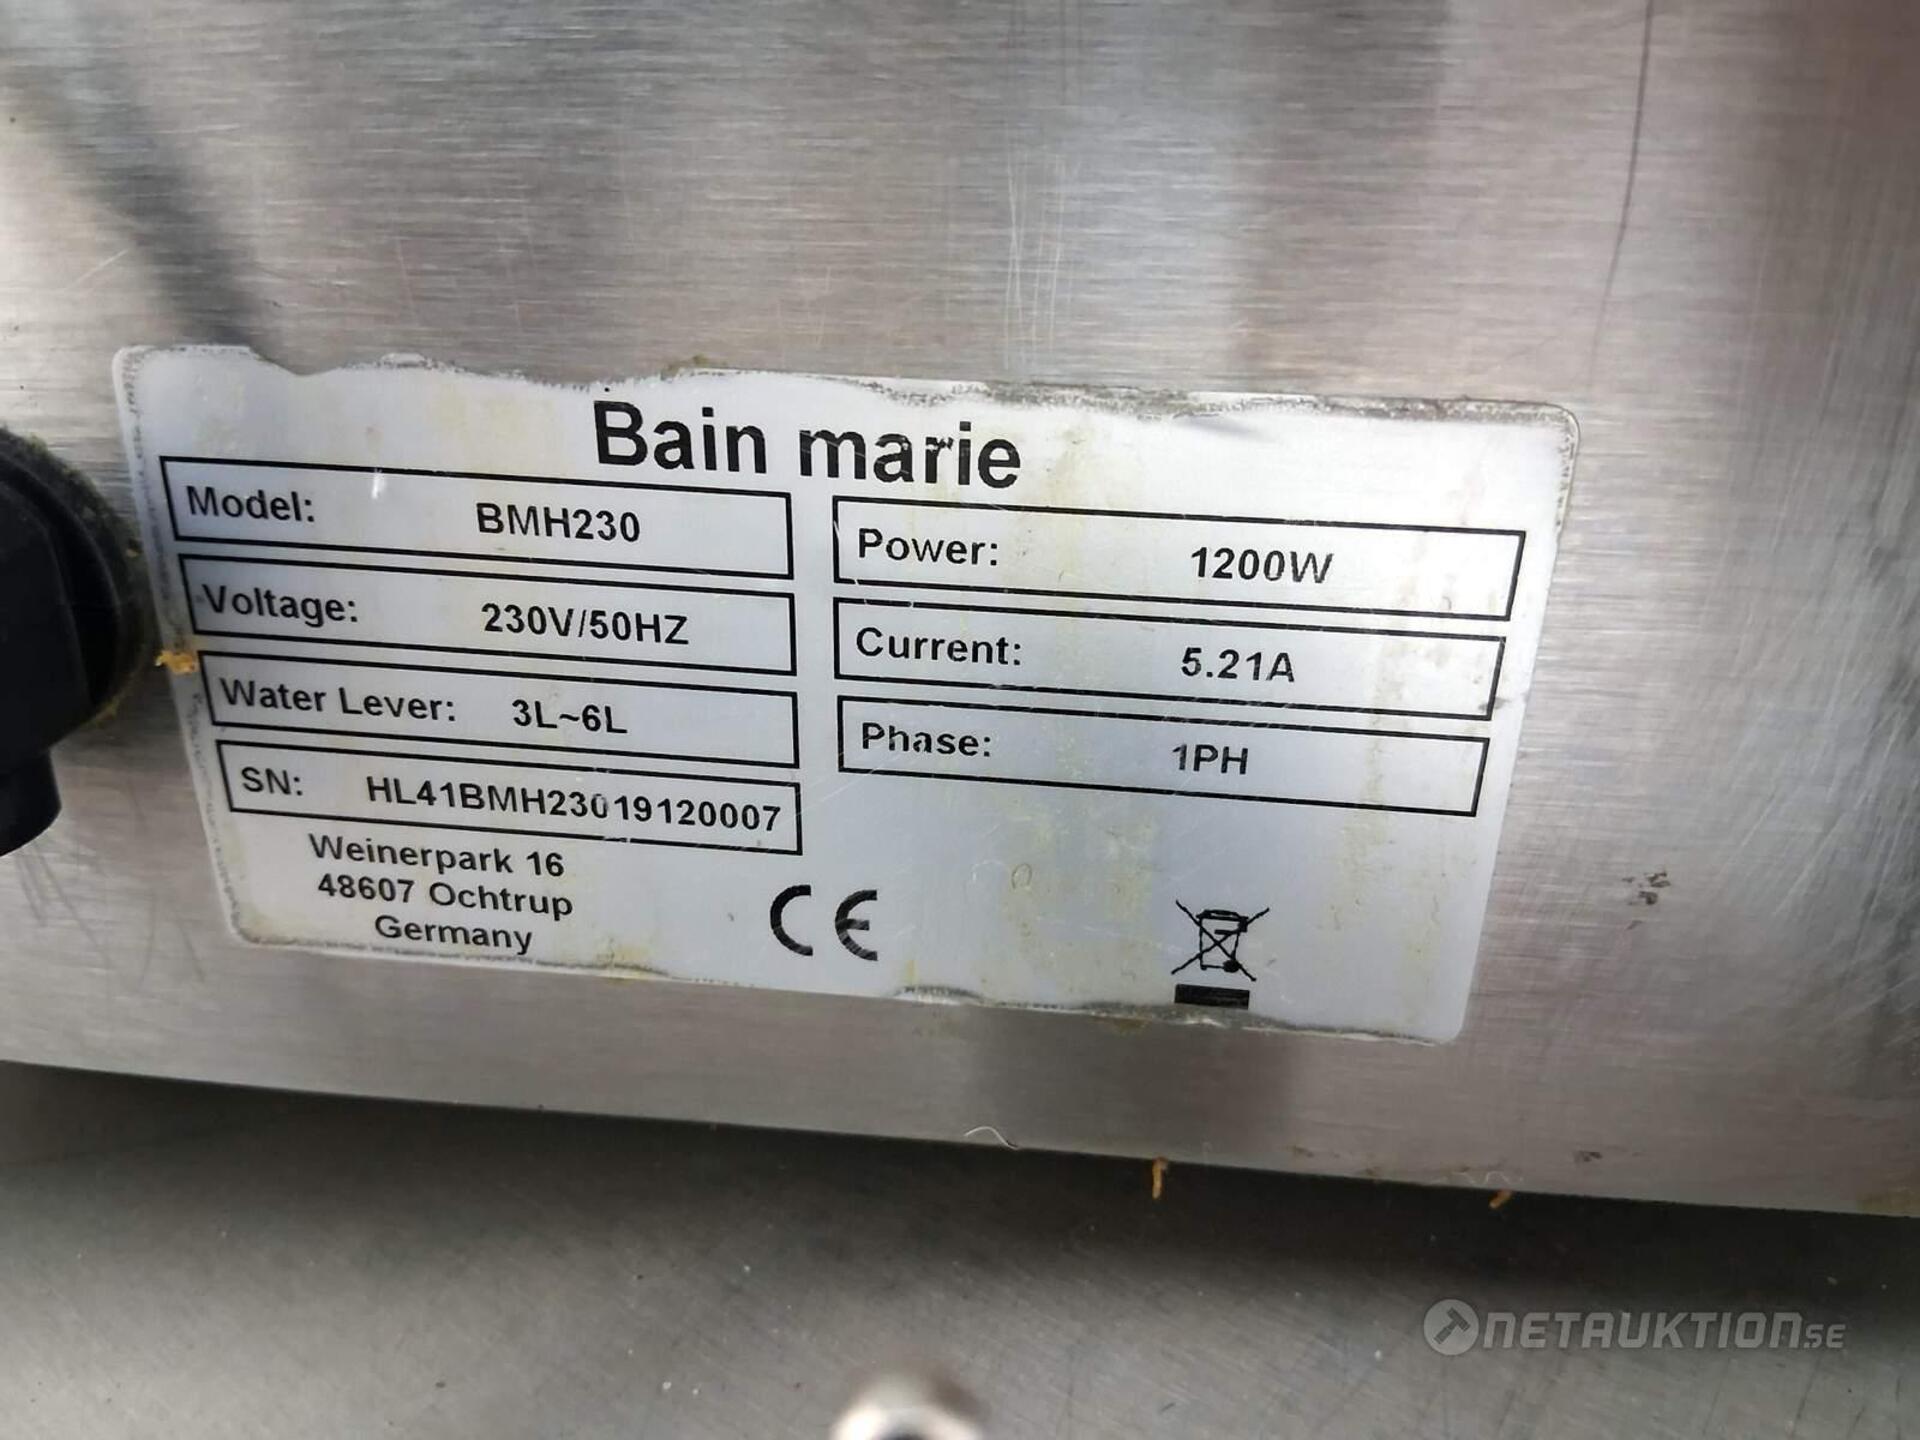 Bain marie
Model: BMH230
Voltage: 230V/50HZ
Water Lever: 3L~6L
SN: HL41BMH23019120007
Power: 1200W
Current: 5.21A
Phase: 1PH
Weinerpark 16
48607 Ochtrup
Germany
CE
NETAUKTION.SE